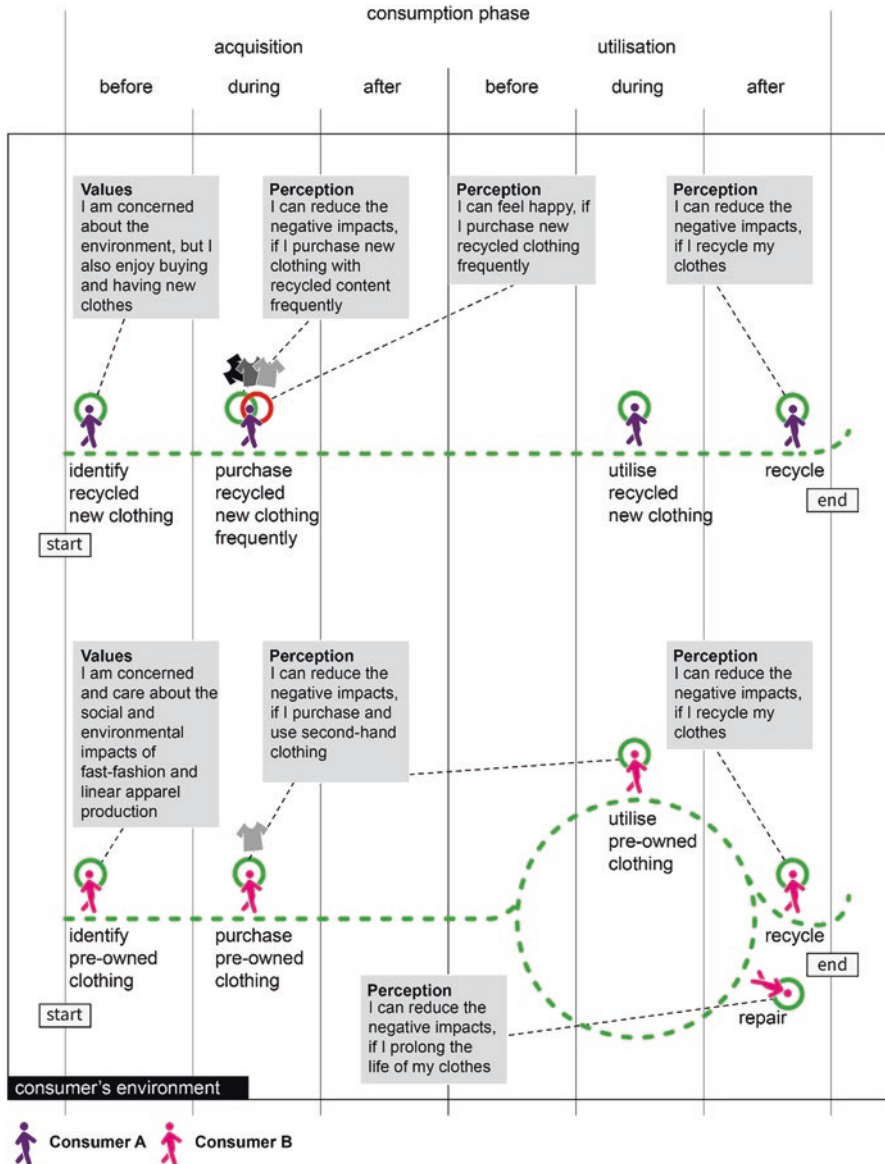 consumption phase
acquisition
utilisation
before
during
after
before
during
after
Values
I am concerned
about the
environment, but I
also enjoy buying
and having new
clothes
Perception
I can reduce the
negative impacts,
if I purchase new
clothing with
recycled content
frequently
Perception
I can feel happy, if
I purchase new
recycled clothing
frequently
Perception
I can reduce the
negative impacts,
if I recycle my
clothes
identify
recycled
new clothing
purchase
recycled
new clothing
frequently
utilise
recycled
new clothing
recycle
end
start
Values
I am concerned
and care about the
social and
environmental
impacts of
fast-fashion and
linear apparel
production
Perception
I can reduce the
negative impacts,
if I purchase and
use second-hand
clothing
Perception
I can reduce the
negative impacts,
if I recycle my
clothes
utilise
pre-owned
clothing
identify
pre-owned
clothing
purchase
pre-owned
clothing
recycle
end
start
Perception
I can reduce the
negative impacts,
if I prolong the
life of my clothes
repair
consumer's environment
Consumer A
Consumer B